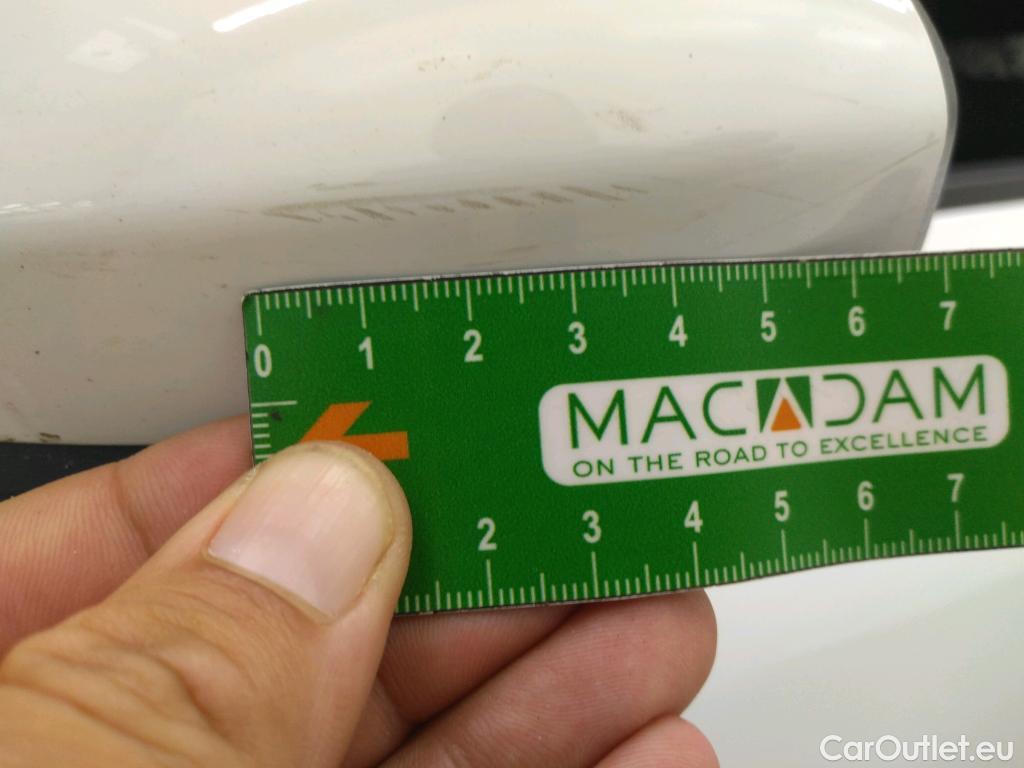 0 1 2 3 4 5 6 7
MACADAM
ON THE ROAD TO EXCELLENCE
2 3 4 5 6 7
CarOutlet.eu